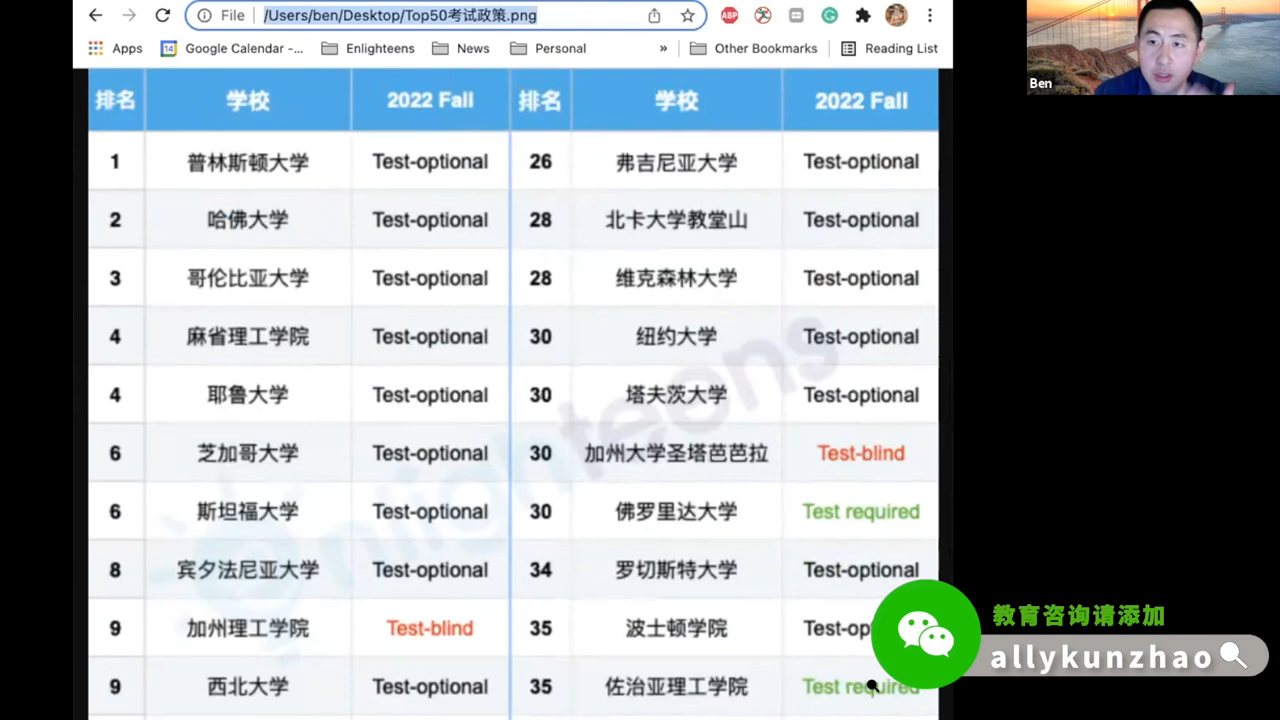 File /Users/ben/Desktop/Top50考试政策.png
ABP
Apps 14 Google Calendar -... Enlighteens News Personal » Other Bookmarks Reading List
Ben
排名 学校 2022 Fall 排名 学校 2022 Fall
1 普林斯顿大学 Test-optional 26 弗吉尼亚大学 Test-optional
2 哈佛大学 Test-optional 28 北卡大学教堂山 Test-optional
3 哥伦比亚大学 Test-optional 28 维克森林大学 Test-optional
4 麻省理工学院 Test-optional 30 纽约大学 Test-optional
4 耶鲁大学 Test-optional 30 塔夫茨大学 Test-optional
6 芝加哥大学 Test-optional 30 加州大学圣塔芭芭拉 Test-blind
6 斯坦福大学 Test-optional 30 佛罗里达大学 Test required
8 宾夕法尼亚大学 Test-optional 34 罗切斯特大学 Test-optional
9 加州理工学院 Test-blind 35 波士顿学院 Test-op
9 西北大学 Test-optional 35 佐治亚理工学院 Test required
enlighteens
教育咨询请添加
allykunzhao